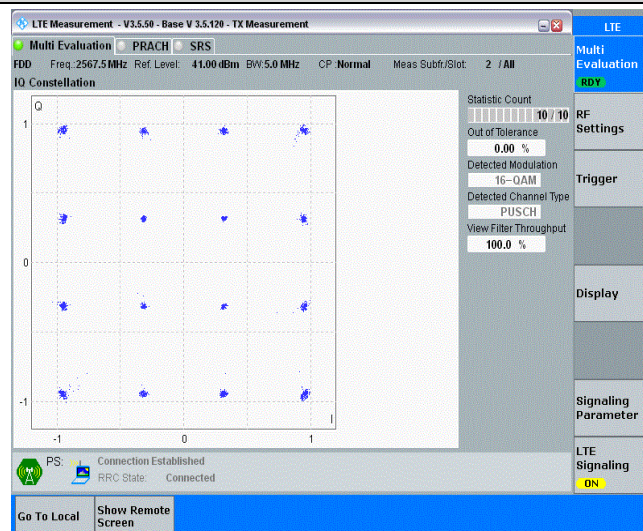 LTE Measurement - V3.5.50 - Base V 3.5.120 - TX Measurement
LTE
Multi Evaluation PRACH SRS
Multi
Evaluation
RDY
FDD Freq.:2567.5 MHz Ref. Level: 41.00 dBm BW:5.0 MHz CP :Normal Meas Subfr./Slot: 2 / All
IQ Constellation
Q
1
0
-1
-1 0 1
I
Statistic Count
10 / 10
Out of Tolerance
0.00 %
Detected Modulation
16-QAM
Detected Channel Type
PUSCH
View Filter Throughput
100.0 %
RF
Settings
Trigger
Display
Signaling
Parameter
LTE
Signaling
ON
PS: Connection Established
RRC State: Connected
Go To Local
Show Remote
Screen